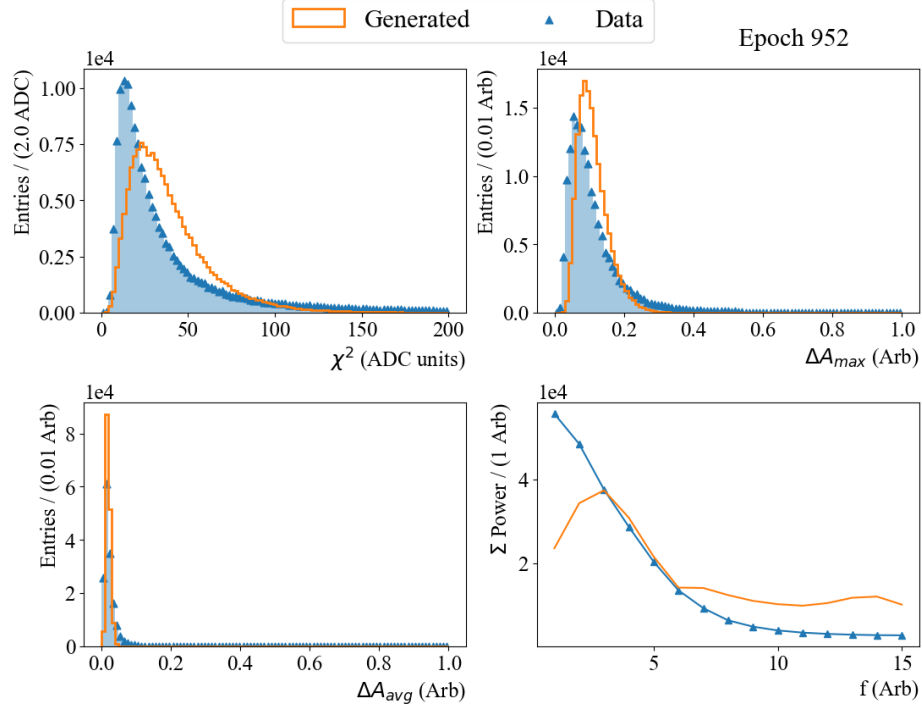 Generated Data
Epoch 952
1e4
Entries / (2.0 ADC)
1.00
0.75
0.50
0.25
0.00
0 50 100 150 200
χ² (ADC units)
1e4
Entries / (0.01 Arb)
1.5
1.0
0.5
0.0
0.0 0.2 0.4 0.6 0.8 1.0
ΔA_max (Arb)
1e4
Entries / (0.01 Arb)
8
6
4
2
0
0.0 0.2 0.4 0.6 0.8 1.0
ΔA_avg (Arb)
1e4
Σ Power / (1 Arb)
4
2
5 10 15
f (Arb)